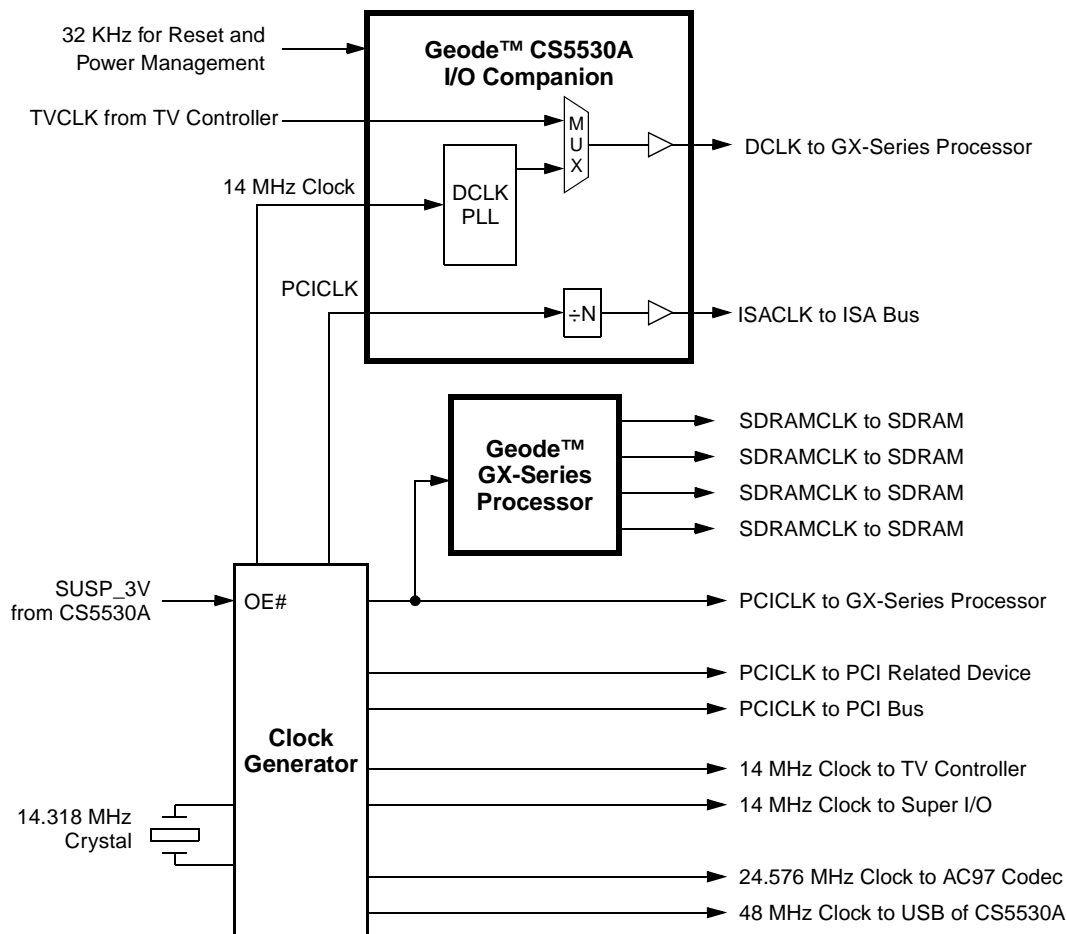 32 KHz for Reset and
Power Management
Geode™ CS5530A
I/O Companion
TVCLK from TV Controller
M
U
X
DCLK to GX-Series Processor
14 MHz Clock
DCLK
PLL
PCICLK
÷N
ISACLK to ISA Bus
Geode™
GX-Series
Processor
SDRAMCLK to SDRAM
SDRAMCLK to SDRAM
SDRAMCLK to SDRAM
SDRAMCLK to SDRAM
SUSP_3V
from CS5530A
OE#
PCICLK to GX-Series Processor
PCICLK to PCI Related Device
PCICLK to PCI Bus
Clock
Generator
14 MHz Clock to TV Controller
14 MHz Clock to Super I/O
14.318 MHz
Crystal
24.576 MHz Clock to AC97 Codec
48 MHz Clock to USB of CS5530A